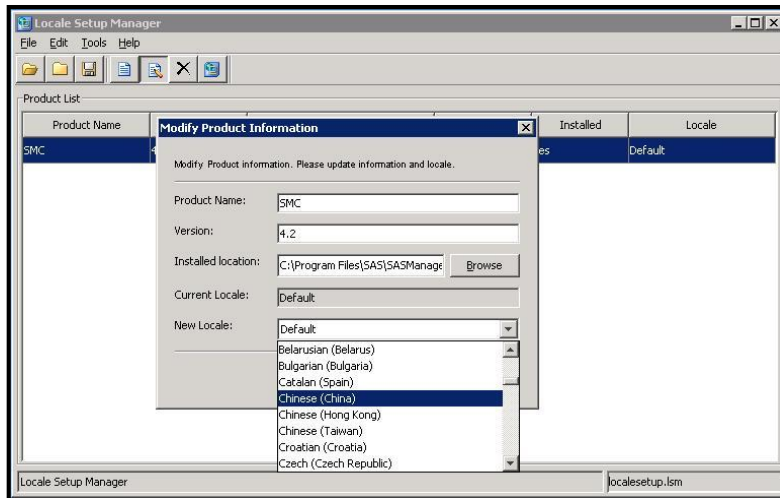 Locale Setup Manager
File Edit Tools Help
Product List
Product Name
Installed
Locale
SMC
4
es
Default
Modify Product Information
Modify Product information. Please update information and locale.
Product Name:
SMC
Version:
4.2
Installed location:
C:\Program Files\SAS\SASManage
Browse
Current Locale:
Default
New Locale:
Default
Belarusian (Belarus)
Bulgarian (Bulgaria)
Catalan (Spain)
Chinese (China)
Chinese (Hong Kong)
Chinese (Taiwan)
Croatian (Croatia)
Czech (Czech Republic)
Locale Setup Manager
localesetup.lsm